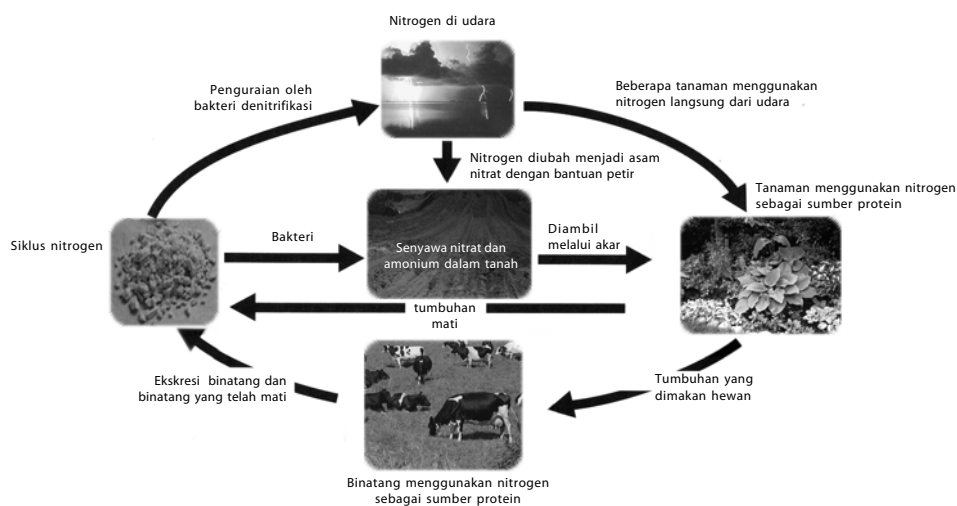 Nitrogen di udara
Penguraian oleh
bakteri denitrifikasi
Beberapa tanaman menggunakan
nitrogen langsung dari udara
Nitrogen diubah menjadi asam
nitrat dengan bantuan petir
Tanaman menggunakan nitrogen
sebagai sumber protein
Siklus nitrogen
Bakteri
Senyawa nitrat dan
amonium dalam tanah
Diambil
melalui akar
tumbuhan
mati
Ekskresi binatang dan
binatang yang telah mati
Tumbuhan yang
dimakan hewan
Binatang menggunakan nitrogen
sebagai sumber protein